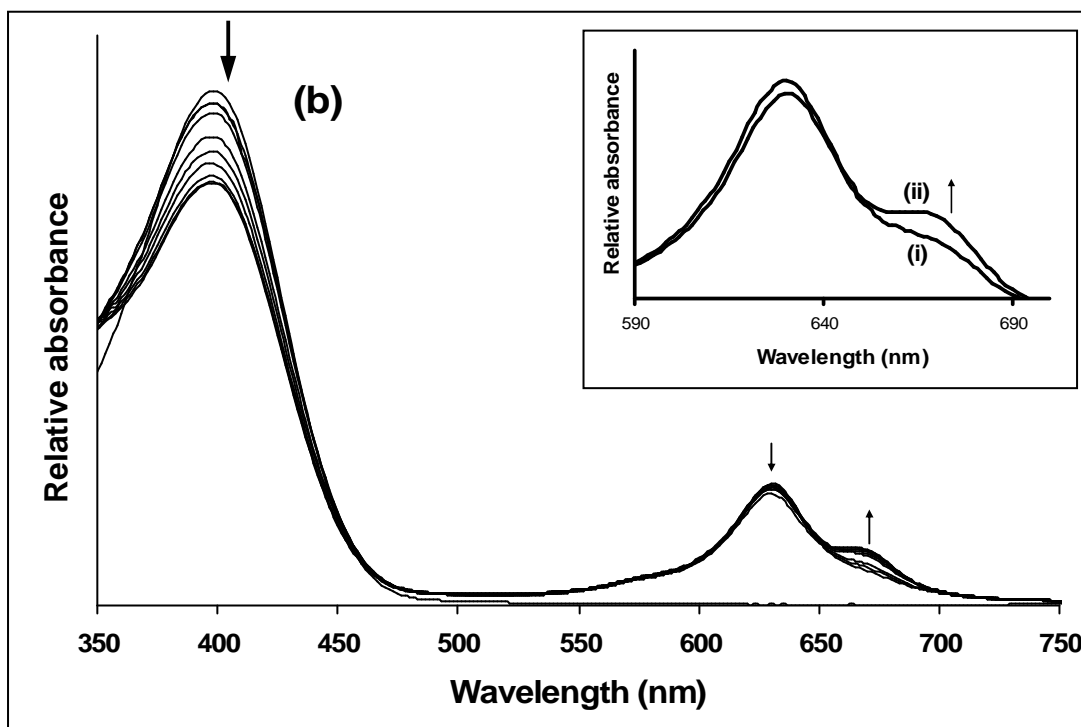 (b)
Relative absorbance
350 400 450 500 550 600 650 700 750
Wavelength (nm)
Relative absorbance
(ii)
(i)
590 640 690
Wavelength (nm)